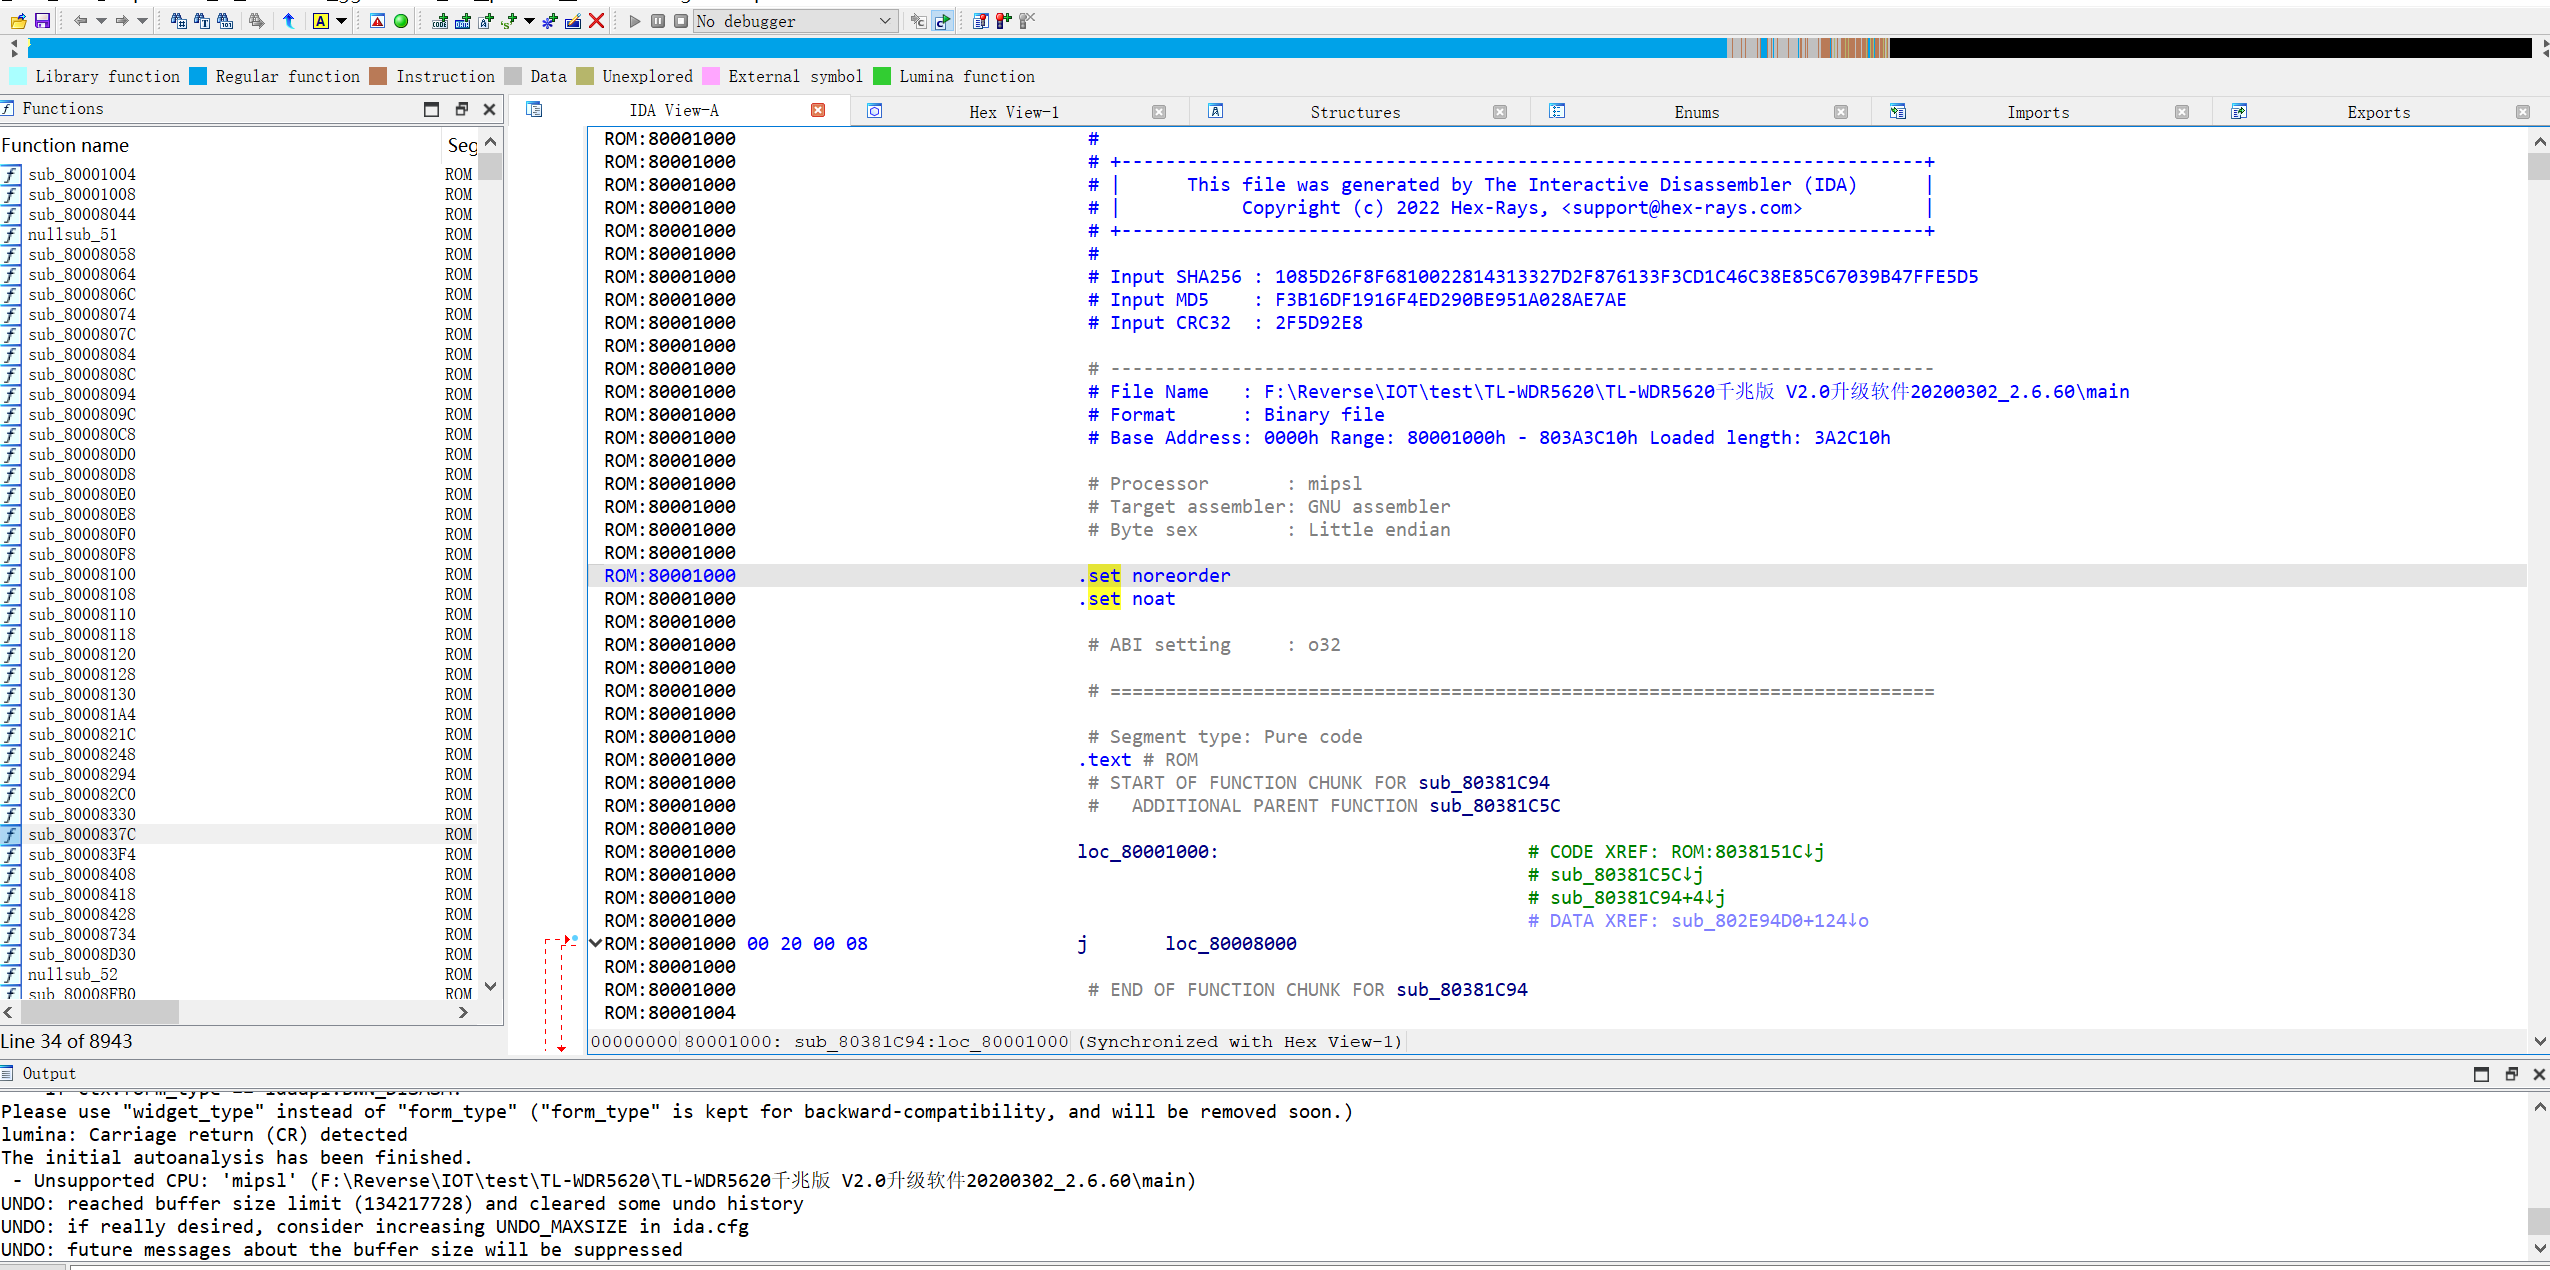 No debugger
Library function Regular function Instruction Data Unexplored External symbol Lumina function
Functions
Function name Seg
sub_80001004 ROM
sub_80001008 ROM
sub_80008044 ROM
nullsub_51 ROM
sub_80008058 ROM
sub_80008064 ROM
sub_8000806C ROM
sub_80008074 ROM
sub_8000807C ROM
sub_80008084 ROM
sub_8000808C ROM
sub_80008094 ROM
sub_8000809C ROM
sub_800080C8 ROM
sub_800080D0 ROM
sub_800080D8 ROM
sub_800080E0 ROM
sub_800080E8 ROM
sub_800080F0 ROM
sub_800080F8 ROM
sub_80008100 ROM
sub_80008108 ROM
sub_80008110 ROM
sub_80008118 ROM
sub_80008120 ROM
sub_80008128 ROM
sub_80008130 ROM
sub_800081A4 ROM
sub_8000821C ROM
sub_80008248 ROM
sub_80008294 ROM
sub_800082C0 ROM
sub_80008330 ROM
sub_8000837C ROM
sub_800083F4 ROM
sub_80008408 ROM
sub_80008418 ROM
sub_80008428 ROM
sub_80008734 ROM
sub_80008D30 ROM
nullsub_52 ROM
sub_80008FB0 ROM
Line 34 of 8943
IDA View-A Hex View-1 Structures Enums Imports Exports
ROM:80001000 #
ROM:80001000 # +-------------------------------------------------------------------------+
ROM:80001000 # | This file was generated by The Interactive Disassembler (IDA) |
ROM:80001000 # | Copyright (c) 2022 Hex-Rays, <support@hex-rays.com> |
ROM:80001000 # +-------------------------------------------------------------------------+
ROM:80001000 #
ROM:80001000 # Input SHA256 : 1085D26F8F6810022814313327D2F876133F3CD1C46C38E85C67039B47FFE5D5
ROM:80001000 # Input MD5 : F3B16DF1916F4ED290BE951A028AE7AE
ROM:80001000 # Input CRC32 : 2F5D92E8
ROM:80001000
ROM:80001000 # ---------------------------------------------------------------------------
ROM:80001000 # File Name : F:\Reverse\IOT\test\TL-WDR5620\TL-WDR5620千兆版 V2.0升级软件20200302_2.6.60\main
ROM:80001000 # Format : Binary file
ROM:80001000 # Base Address: 0000h Range: 80001000h - 803A3C10h Loaded length: 3A2C10h
ROM:80001000
ROM:80001000 # Processor : mipsl
ROM:80001000 # Target assembler: GNU assembler
ROM:80001000 # Byte sex : Little endian
ROM:80001000
ROM:80001000 .set noreorder
ROM:80001000 .set noat
ROM:80001000
ROM:80001000 # ABI setting : o32
ROM:80001000
ROM:80001000 # ===========================================================================
ROM:80001000
ROM:80001000 # Segment type: Pure code
ROM:80001000 .text # ROM
ROM:80001000 # START OF FUNCTION CHUNK FOR sub_80381C94
ROM:80001000 # ADDITIONAL PARENT FUNCTION sub_80381C5C
ROM:80001000
ROM:80001000 loc_80001000: # CODE XREF: ROM:8038151C↓j
ROM:80001000 # sub_80381C5C↓j
ROM:80001000 # sub_80381C94+4↓j
ROM:80001000 # DATA XREF: sub_802E94D0+124↓o
ROM:80001000 00 20 00 08 j loc_80008000
ROM:80001000
ROM:80001000 # END OF FUNCTION CHUNK FOR sub_80381C94
ROM:80001004
00000000 80001000: sub_80381C94:loc_80001000 (Synchronized with Hex View-1)
Output
Please use "widget_type" instead of "form_type" ("form_type" is kept for backward-compatibility, and will be removed soon.)
lumina: Carriage return (CR) detected
The initial autoanalysis has been finished.
- Unsupported CPU: 'mipsl' (F:\Reverse\IOT\test\TL-WDR5620\TL-WDR5620千兆版 V2.0升级软件20200302_2.6.60\main)
UNDO: reached buffer size limit (134217728) and cleared some undo history
UNDO: if really desired, consider increasing UNDO_MAXSIZE in ida.cfg
UNDO: future messages about the buffer size will be suppressed